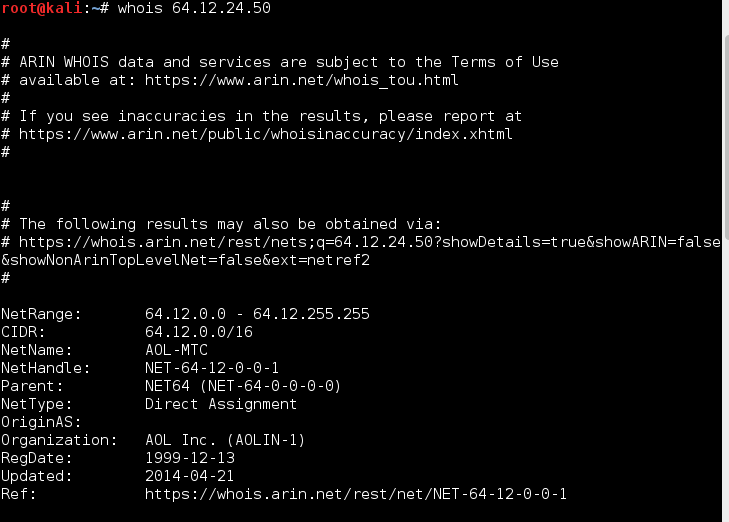 root@kali:~# whois 64.12.24.50
#
# ARIN WHOIS data and services are subject to the Terms of Use
# available at: https://www.arin.net/whois_tou.html
#
# If you see inaccuracies in the results, please report at
# https://www.arin.net/public/whoisinaccuracy/index.xhtml
#
#
# The following results may also be obtained via:
# https://whois.arin.net/rest/nets;q=64.12.24.50?showDetails=true&showARIN=false
&showNonArinTopLevelNet=false&ext=netref2
#
NetRange:       64.12.0.0 - 64.12.255.255
CIDR:           64.12.0.0/16
NetName:        AOL-MTC
NetHandle:      NET-64-12-0-0-1
Parent:         NET64 (NET-64-0-0-0-0)
NetType:        Direct Assignment
OriginAS:
Organization:   AOL Inc. (AOLIN-1)
RegDate:        1999-12-13
Updated:        2014-04-21
Ref:            https://whois.arin.net/rest/net/NET-64-12-0-0-1